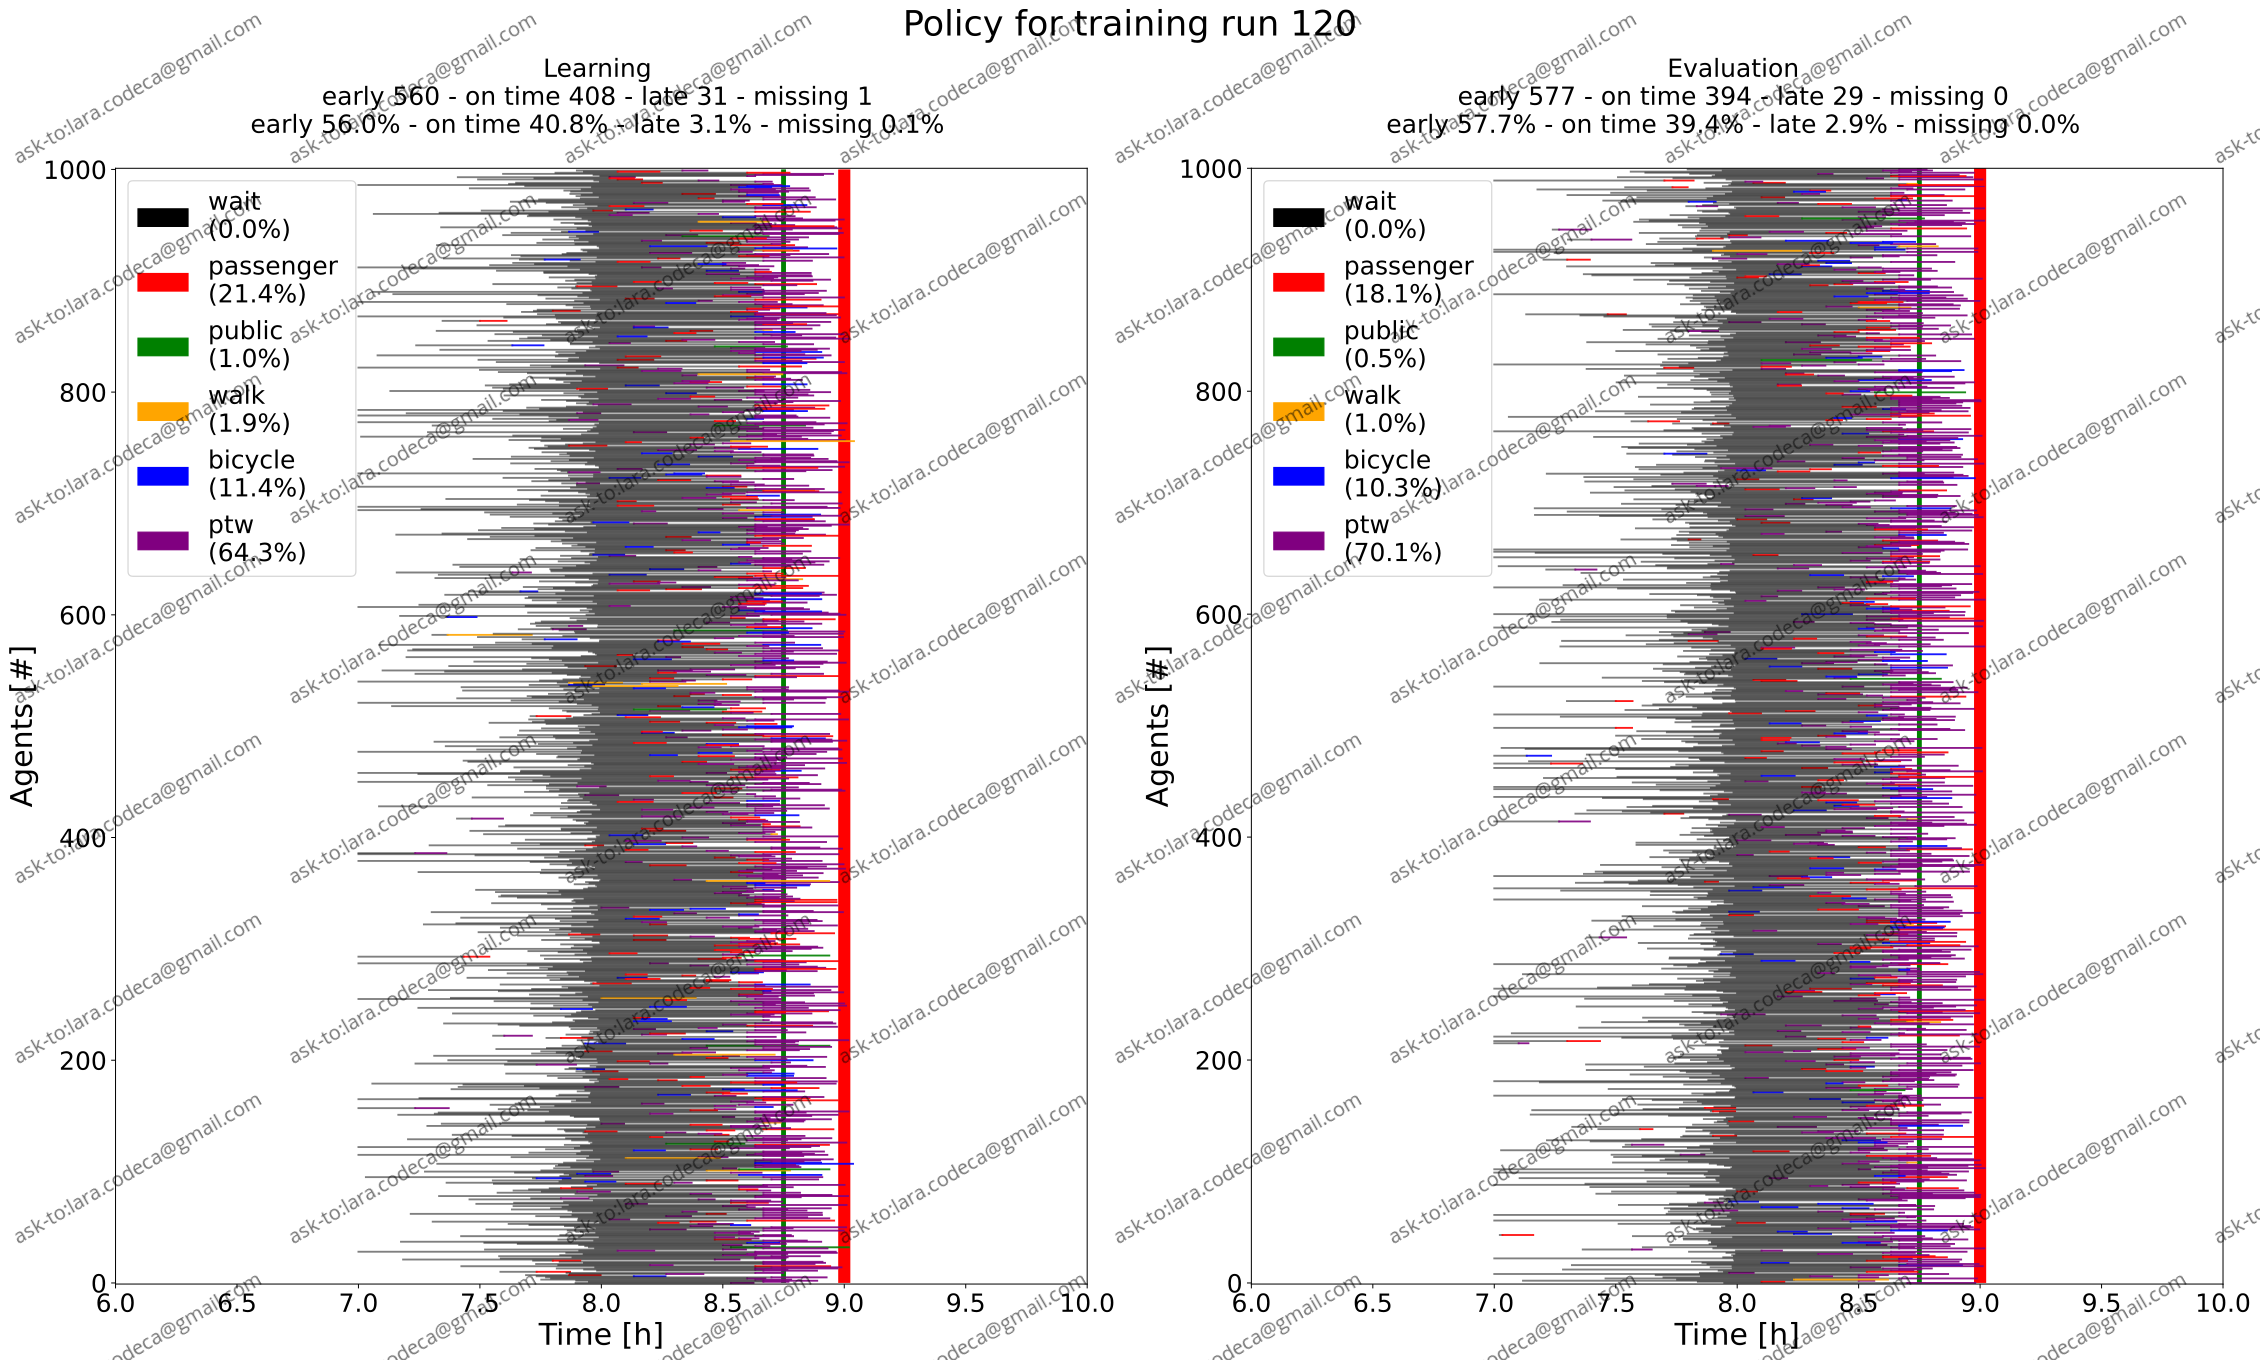 Policy for training run 120
Learning
early 560 - on time 408 - late 31 - missing 1
early 56.0% - on time 40.8% - late 3.1% - missing 0.1%
1000
800
600
400
200
0
Agents [#]
wait
(0.0%)
passenger
(21.4%)
public
(1.0%)
walk
(1.9%)
bicycle
(11.4%)
ptw
(64.3%)
6.0 6.5 7.0 7.5 8.0 8.5 9.0 9.5 10.0
Time [h]
Evaluation
early 577 - on time 394 - late 29 - missing 0
early 57.7% - on time 39.4% - late 2.9% - missing 0.0%
1000
800
600
400
200
0
Agents [#]
wait
(0.0%)
passenger
(18.1%)
public
(0.5%)
walk
(1.0%)
bicycle
(10.3%)
ptw
(70.1%)
6.0 6.5 7.0 7.5 8.0 8.5 9.0 9.5 10.0
Time [h]
ask-to:lara.codeca@gmail.com